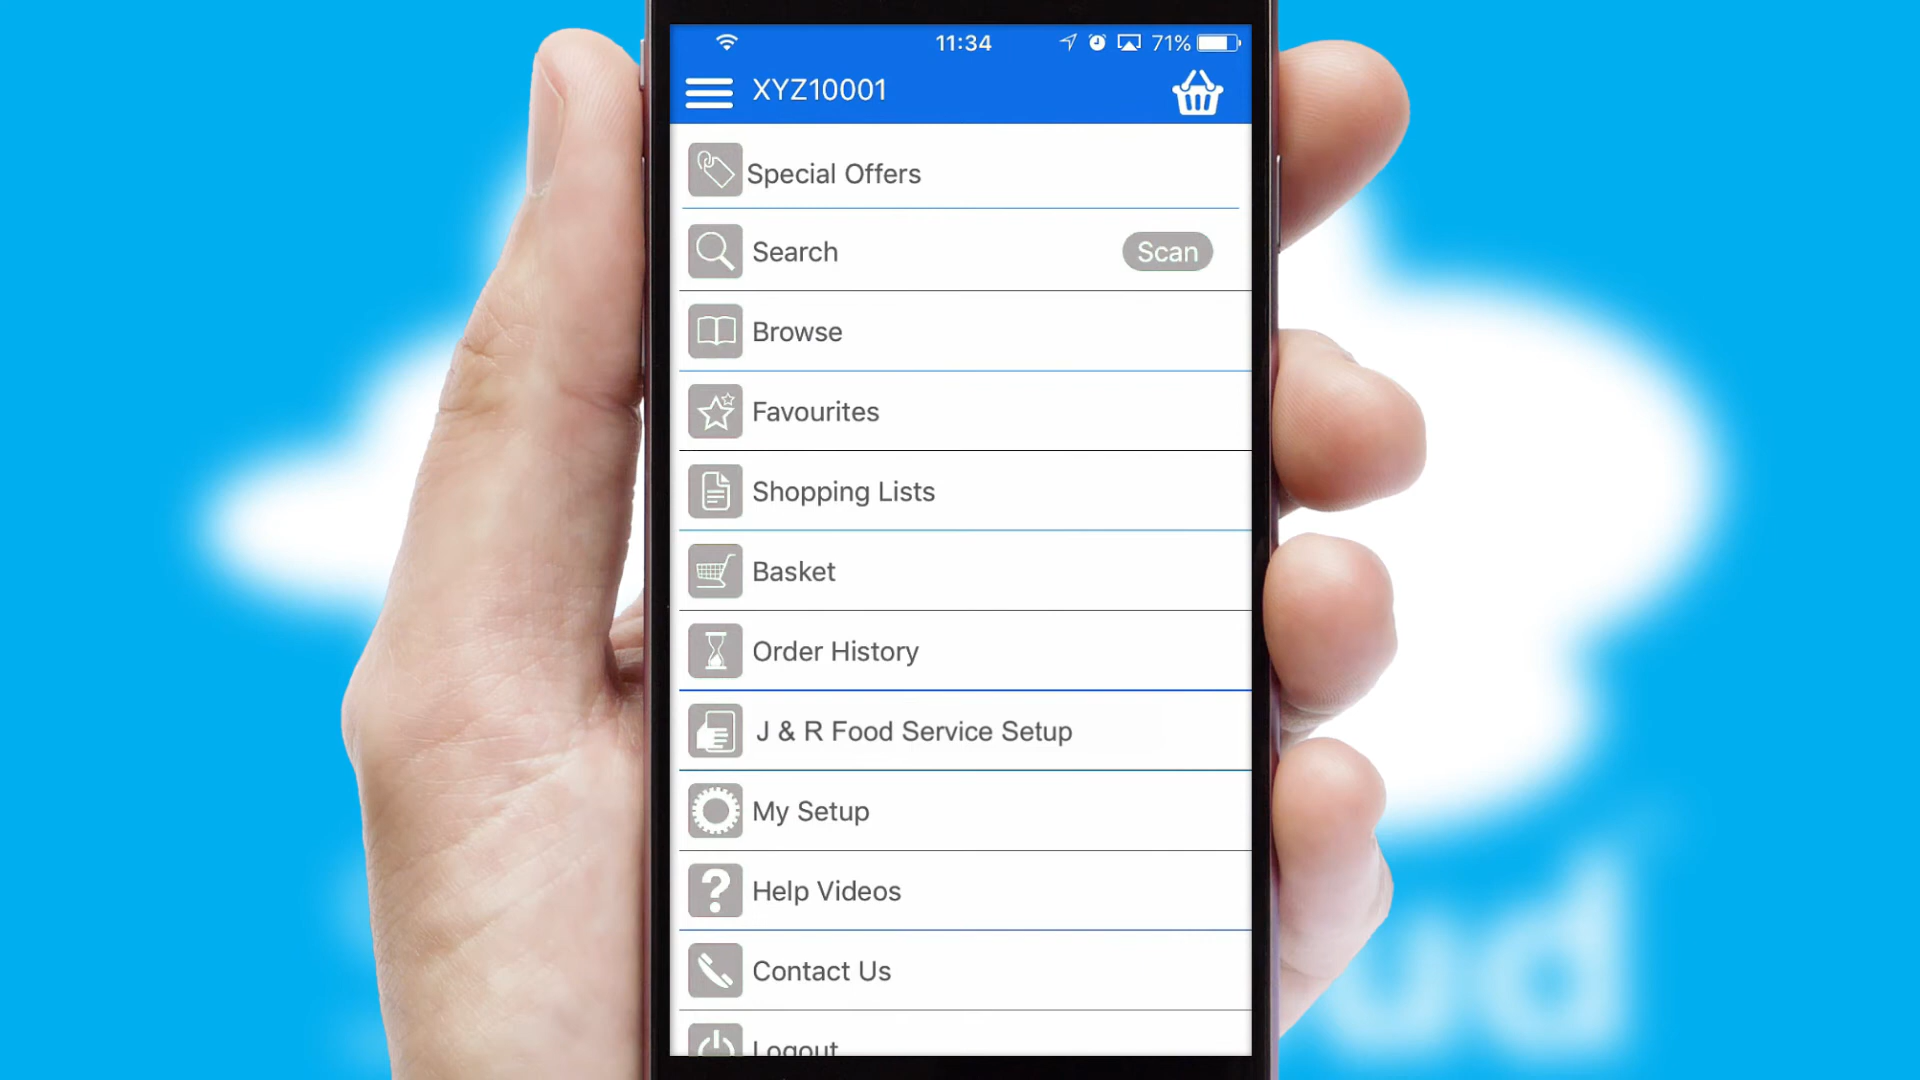 11:34
71%
XYZ10001
Special Offers
Search
Scan
Browse
Favourites
Shopping Lists
Basket
Order History
J & R Food Service Setup
My Setup
Help Videos
Contact Us
Logout
ud